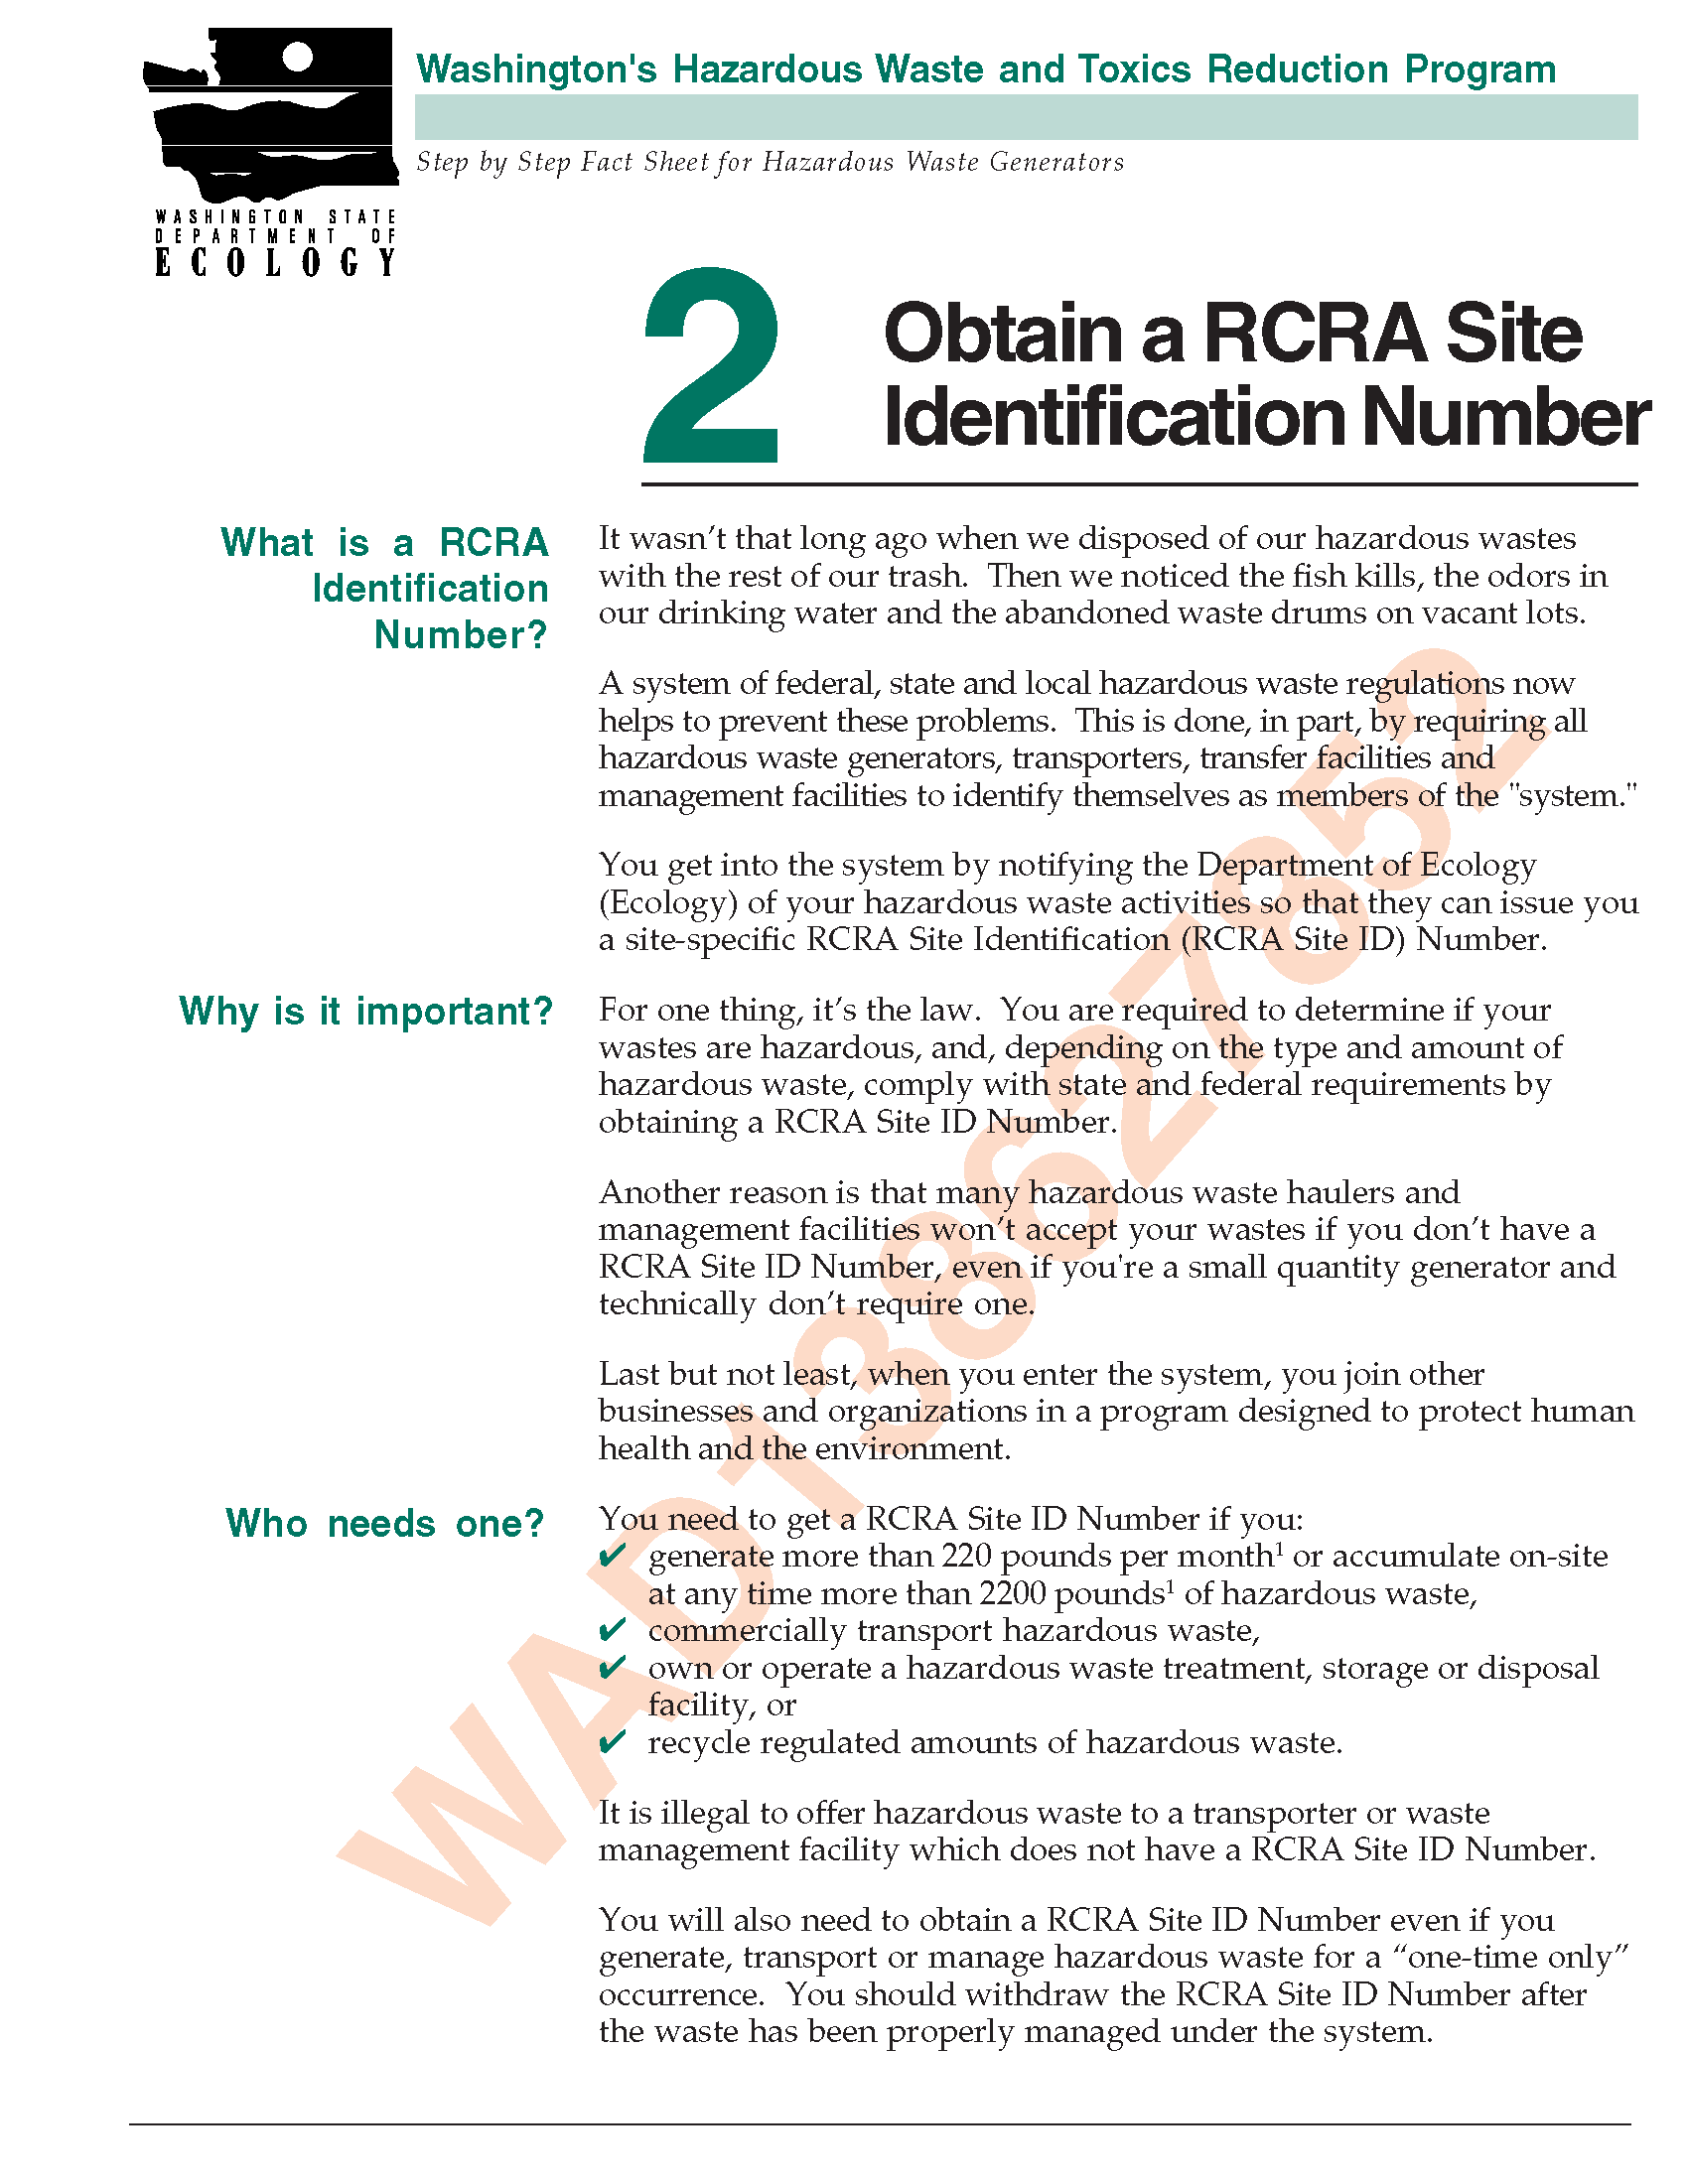 Washington's Hazardous Waste and Toxics Reduction Program
Step by Step Fact Sheet for Hazardous Waste Generators
WASHINGTON STATE
DEPARTMENT OF
ECOLOGY
2
Obtain a RCRA Site
Identification Number
What is a RCRA
Identification
Number?
It wasn’t that long ago when we disposed of our hazardous wastes
with the rest of our trash.  Then we noticed the fish kills, the odors in
our drinking water and the abandoned waste drums on vacant lots.
A system of federal, state and local hazardous waste regulations now
helps to prevent these problems.  This is done, in part, by requiring all
hazardous waste generators, transporters, transfer facilities and
management facilities to identify themselves as members of the "system."
You get into the system by notifying the Department of Ecology
(Ecology) of your hazardous waste activities so that they can issue you
a site-specific RCRA Site Identification (RCRA Site ID) Number.
Why is it important?
For one thing, it’s the law.  You are required to determine if your
wastes are hazardous, and, depending on the type and amount of
hazardous waste, comply with state and federal requirements by
obtaining a RCRA Site ID Number.
Another reason is that many hazardous waste haulers and
management facilities won’t accept your wastes if you don’t have a
RCRA Site ID Number, even if you're a small quantity generator and
technically don’t require one.
Last but not least, when you enter the system, you join other
businesses and organizations in a program designed to protect human
health and the environment.
Who needs one?
You need to get a RCRA Site ID Number if you:
✔ generate more than 220 pounds per month¹ or accumulate on-site
at any time more than 2200 pounds¹ of hazardous waste,
✔ commercially transport hazardous waste,
✔ own or operate a hazardous waste treatment, storage or disposal
facility, or
✔ recycle regulated amounts of hazardous waste.
It is illegal to offer hazardous waste to a transporter or waste
management facility which does not have a RCRA Site ID Number.
You will also need to obtain a RCRA Site ID Number even if you
generate, transport or manage hazardous waste for a “one-time only”
occurrence.  You should withdraw the RCRA Site ID Number after
the waste has been properly managed under the system.
WAD138627852